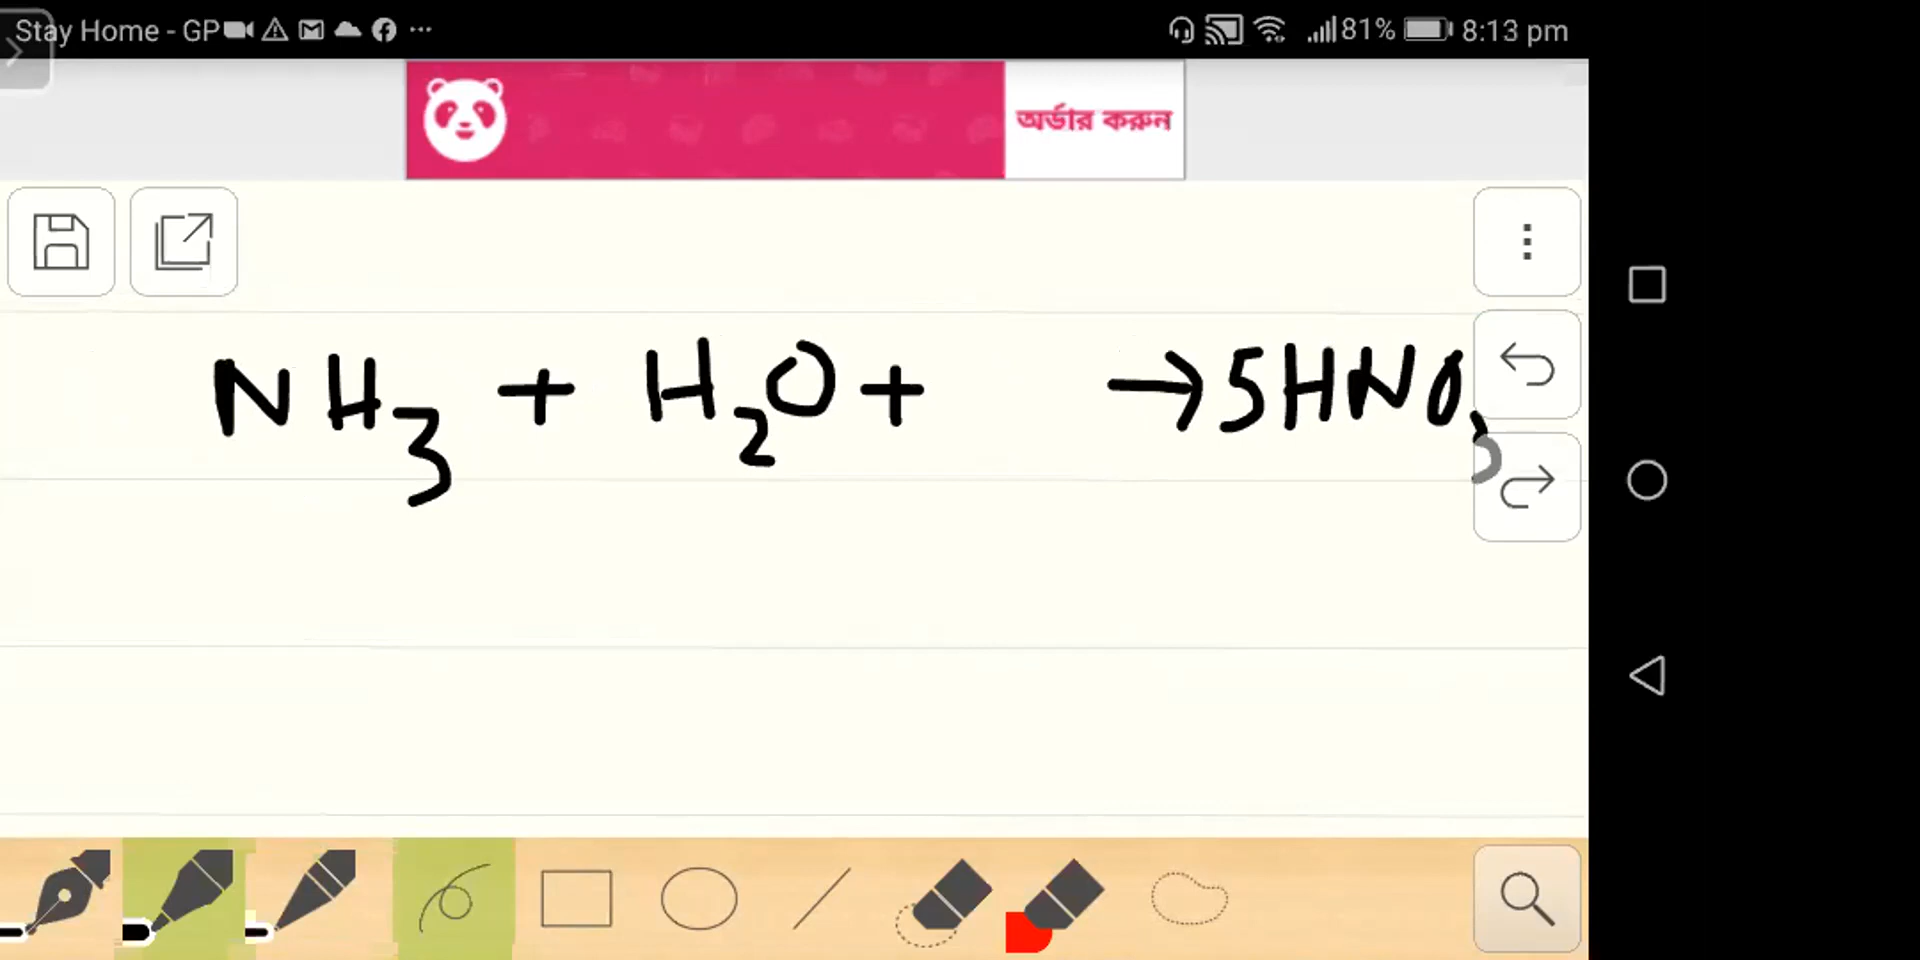 Stay Home - GP ... 81% 8:13 pm
অর্ডার করুন
NH₃ + H₂O + → 5HNO₃